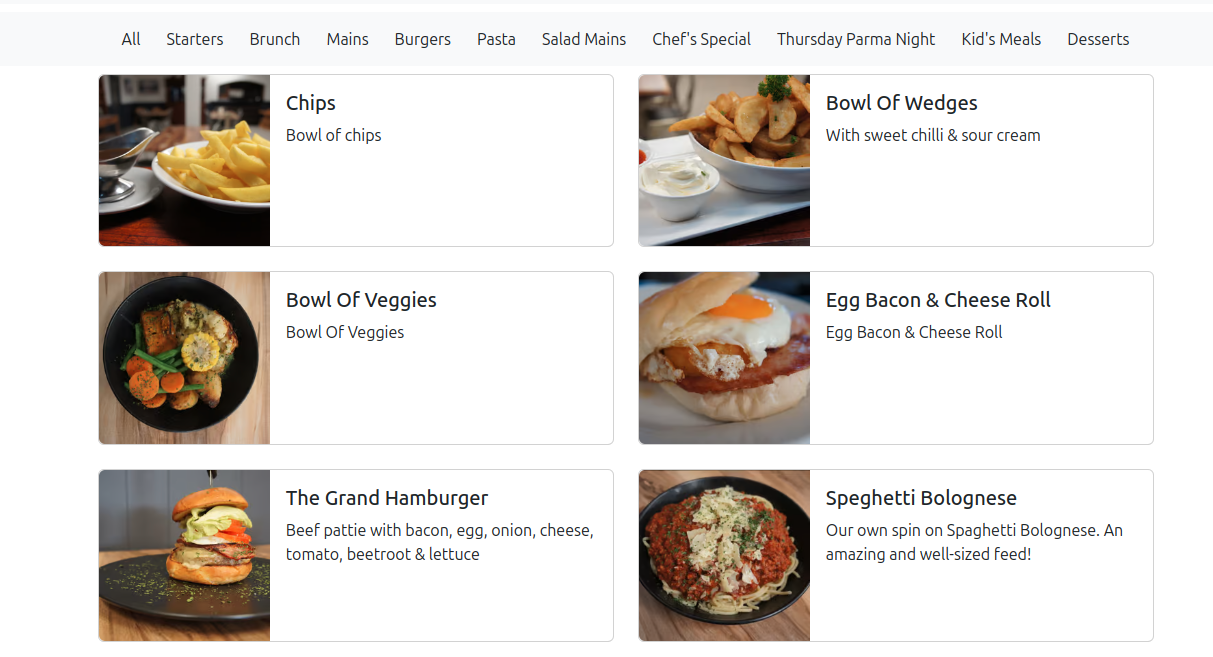 All Starters Brunch Mains Burgers Pasta Salad Mains Chef's Special Thursday Parma Night Kid's Meals Desserts
Chips
Bowl of chips
Bowl Of Wedges
With sweet chilli & sour cream
Bowl Of Veggies
Bowl Of Veggies
Egg Bacon & Cheese Roll
Egg Bacon & Cheese Roll
The Grand Hamburger
Beef pattie with bacon, egg, onion, cheese,
tomato, beetroot & lettuce
Speghetti Bolognese
Our own spin on Spaghetti Bolognese. An
amazing and well-sized feed!